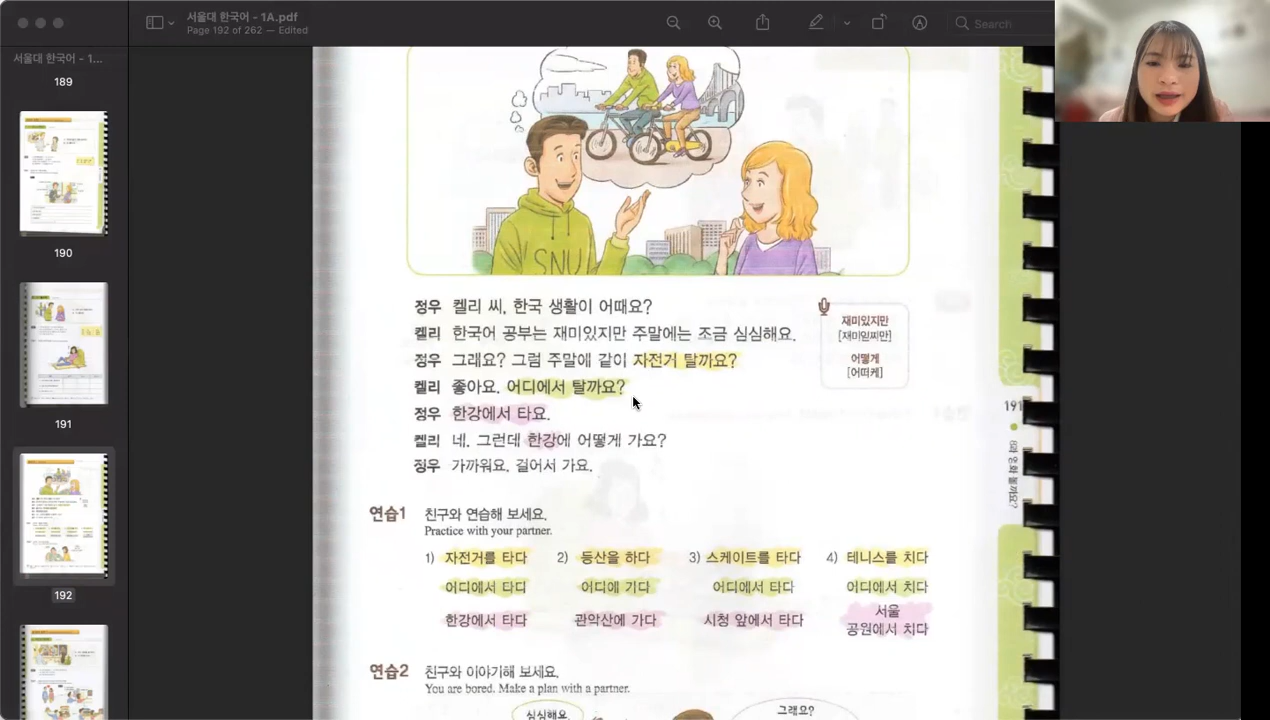 서울대 한국어 - 1A.pdf
Page 192 of 262 — Edited
Search
서울대 한국어 - 1...
189
190
191
192
SNU
정우 켈리 씨, 한국 생활이 어때요?
켈리 한국어 공부는 재미있지만 주말에는 조금 심심해요.
정우 그래요? 그럼 주말에 같이 자전거 탈까요?
켈리 좋아요. 어디에서 탈까요?
정우 한강에서 타요.
켈리 네, 그런데 한강에 어떻게 가요?
정우 가까워요. 걸어서 가요.
재미있지만
[재미읻찌만]
어떻게
[어떠케]
191
8과 영화 볼까요?
연습1 친구와 연습해 보세요.
Practice with your partner.
1) 자전거를 타다 2) 등산을 하다 3) 스케이트를 타다 4) 테니스를 치다
어디에서 타다 어디에 가다 어디에서 타다 어디에서 치다
한강에서 타다 관악산에 가다 시청 앞에서 타다 서울
공원에서 치다
연습2 친구와 이야기해 보세요.
You are bored. Make a plan with a partner.
심심해요.
그래요?